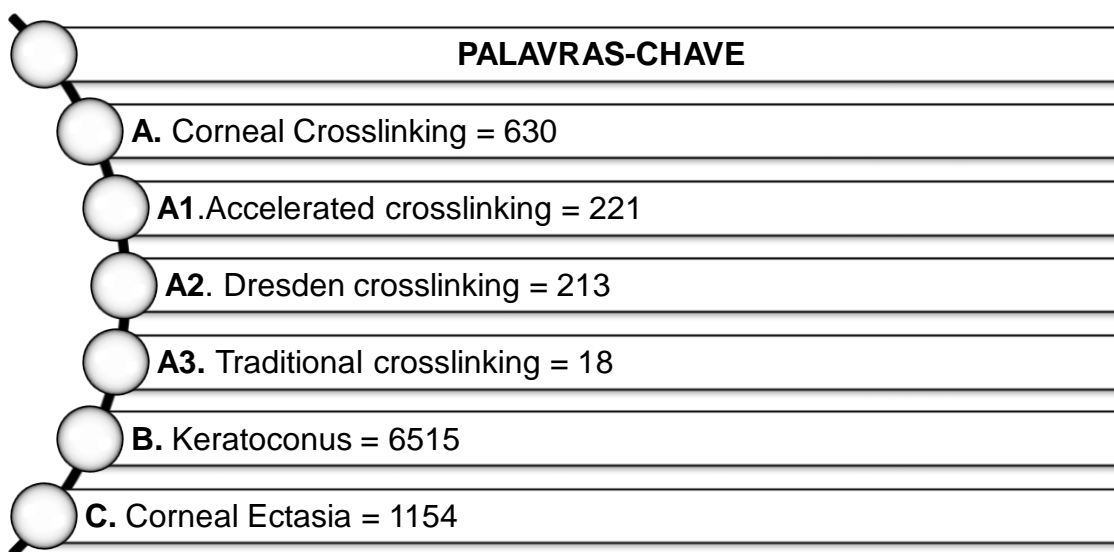 PALAVRAS-CHAVE
A. Corneal Crosslinking = 630
A1.Accelerated crosslinking = 221
A2. Dresden crosslinking = 213
A3. Traditional crosslinking = 18
B. Keratoconus = 6515
C. Corneal Ectasia = 1154